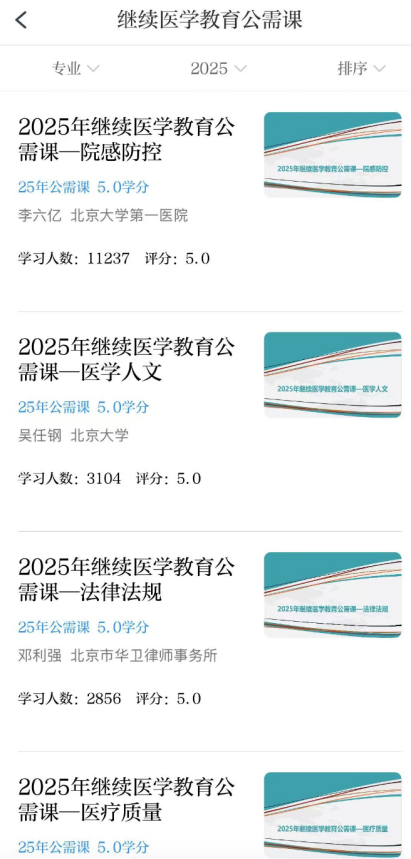 继续医学教育公需课
专业
2025
排序
2025年继续医学教育公
需课—院感防控
25年公需课 5.0学分
李六亿 北京大学第一医院
学习人数：11237 评分：5.0
2025年继续医学教育公需课—院感防控
2025年继续医学教育公
需课—医学人文
25年公需课 5.0学分
吴任钢 北京大学
学习人数：3104 评分：5.0
2025年继续医学教育公需课—医学人文
2025年继续医学教育公
需课—法律法规
25年公需课 5.0学分
邓利强 北京市华卫律师事务所
学习人数：2856 评分：5.0
2025年继续医学教育公需课—法律法规
2025年继续医学教育公
需课—医疗质量
25年公需课 5.0学分
2025年继续医学教育公需课—医疗质量